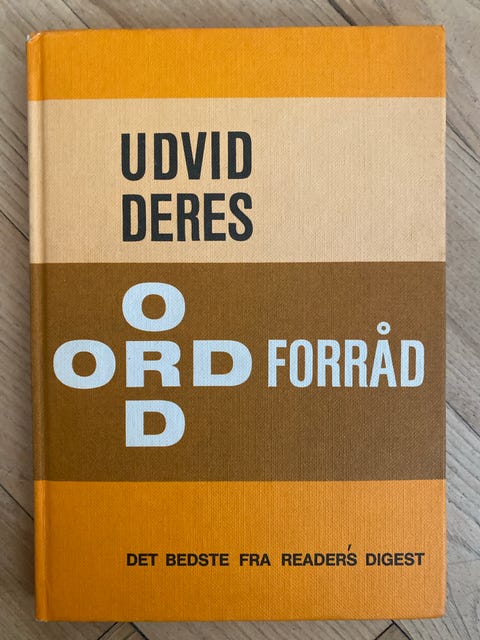 UDVID
DERES
O
ORD FORRÅD
D
DET BEDSTE FRA READER'S DIGEST